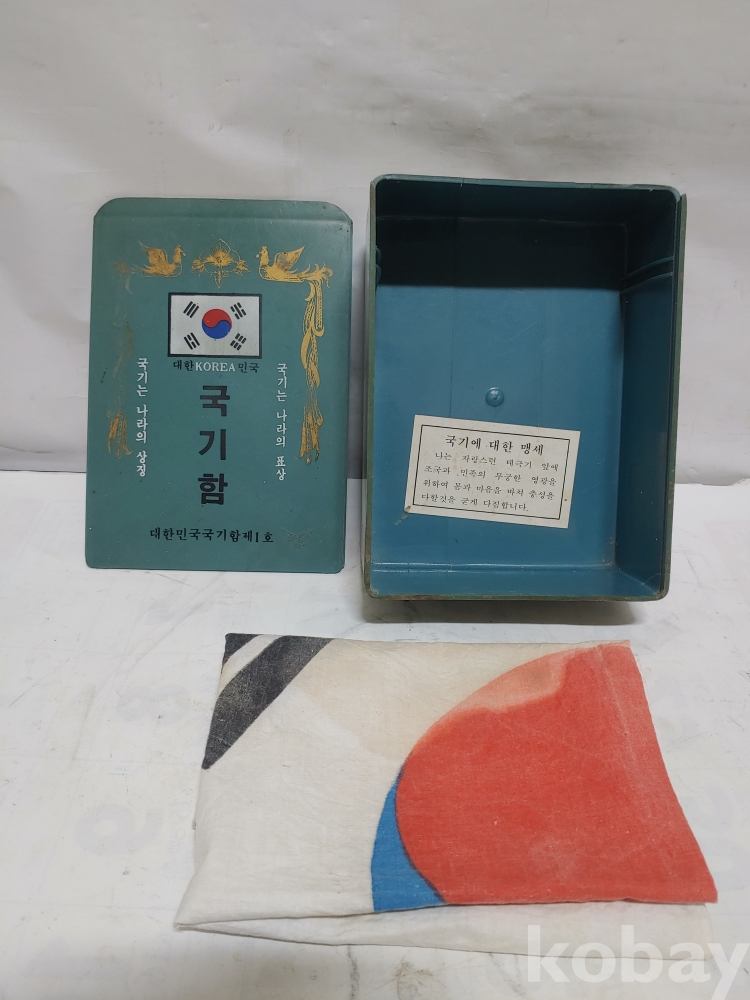 대한KOREA민국
국기는 나라의 상징
국기는 나라의 표상
국기함
대한민국국기함제1호
국기에 대한 맹세
나는 자랑스런 태극기 앞에
조국과 민족의 무궁한 영광을
위하여 몸과 마음을 바쳐 충성을
다할것을 굳게 다짐합니다.
kobay